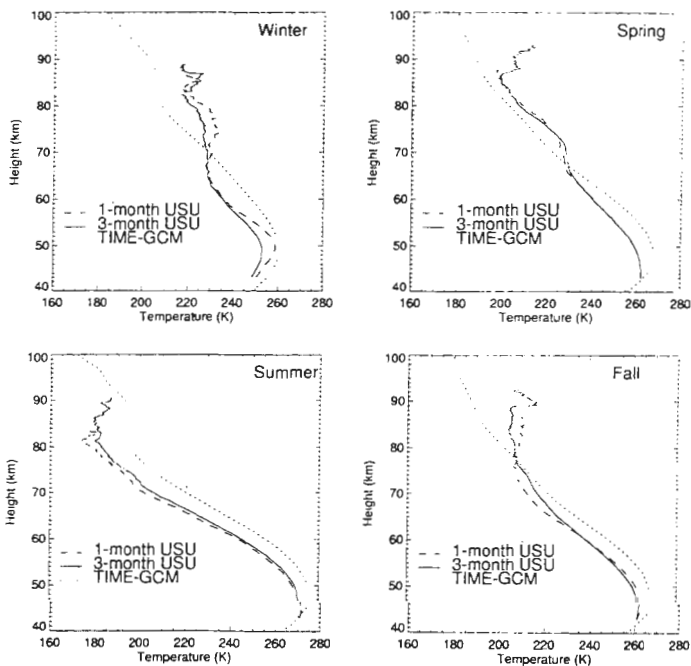 Winter
100
90
80
70
60
50
40
Height (km)
1-month USU
3-month USU
TIME-GCM
160 180 200 220 240 260 280
Temperature (K)
Spring
100
90
80
70
60
50
40
Height (km)
1-month USU
3-month USU
TIME-GCM
160 180 200 220 240 260 280
Temperature (K)
Summer
100
90
80
70
60
50
40
Height (km)
1-month USU
3-month USU
TIME-GCM
160 180 200 220 240 260 280
Temperature (K)
Fall
100
90
80
70
60
50
40
Height (km)
1-month USU
3-month USU
TIME-GCM
160 180 200 220 240 260 280
Temperature (K)